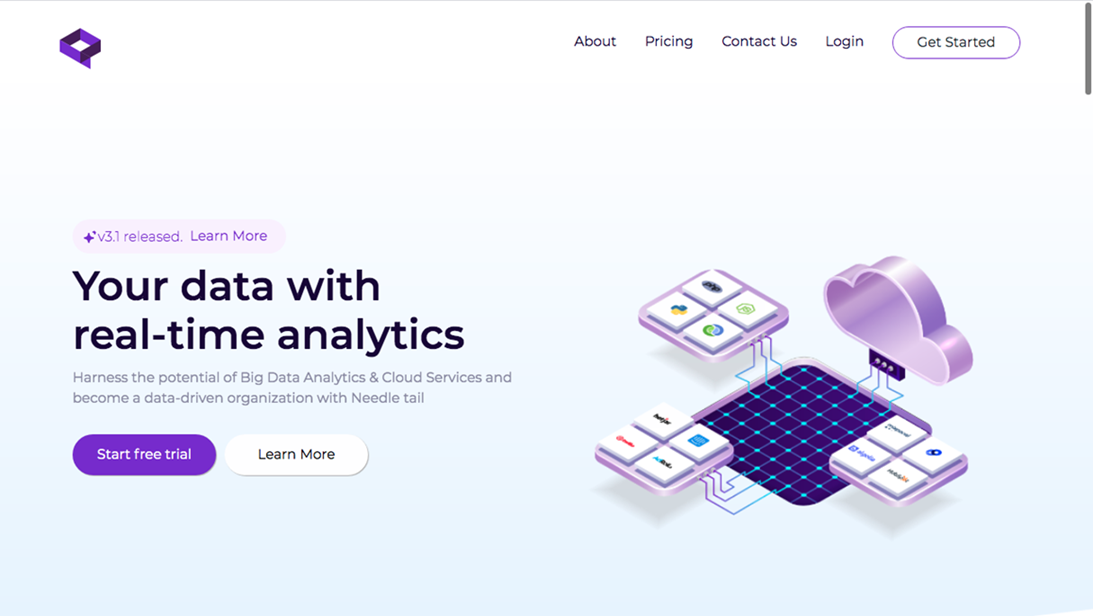 About Pricing Contact Us Login Get Started
v3.1 released. Learn More
Your data with
real-time analytics
Harness the potential of Big Data Analytics & Cloud Services and
become a data-driven organization with Needle tail
Start free trial Learn More
php
hotjar